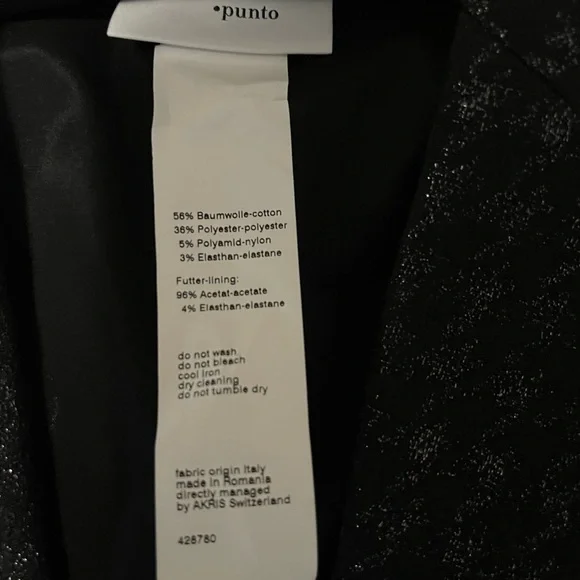 •punto
56% Baumwolle-cotton
36% Polyester-polyester
5% Polyamid-nylon
3% Elasthan-elastane
Futter-lining:
96% Acetat-acetate
4% Elasthan-elastane
do not wash
do not bleach
cool iron
dry cleaning
do not tumble dry
fabric origin Italy
made in Romania
directly managed
by AKRIS Switzerland
428780